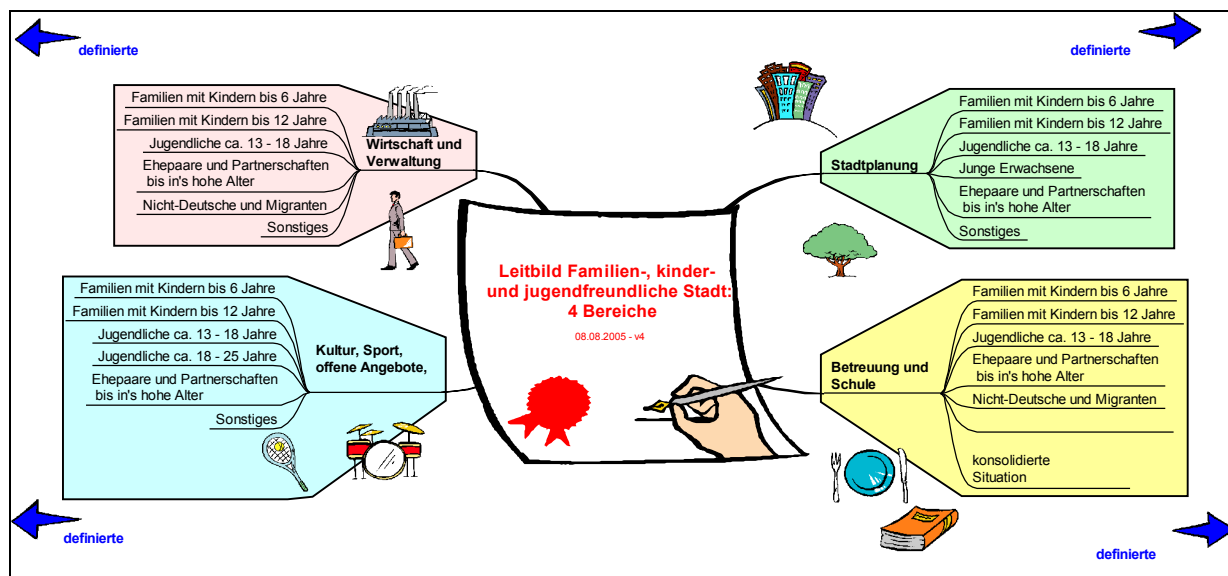 definierte
definierte
Familien mit Kindern bis 6 Jahre
Familien mit Kindern bis 12 Jahre
Jugendliche ca. 13 - 18 Jahre
Ehepaare und Partnerschaften
bis in's hohe Alter
Nicht-Deutsche und Migranten
Sonstiges
Wirtschaft und
Verwaltung
Stadtplanung
Familien mit Kindern bis 6 Jahre
Familien mit Kindern bis 12 Jahre
Jugendliche ca. 13 - 18 Jahre
Junge Erwachsene
Ehepaare und Partnerschaften
bis in's hohe Alter
Sonstiges
Leitbild Familien-, kinder-
und jugendfreundliche Stadt:
4 Bereiche
08.08.2005 - v4
Familien mit Kindern bis 6 Jahre
Familien mit Kindern bis 12 Jahre
Jugendliche ca. 13 - 18 Jahre
Jugendliche ca. 18 - 25 Jahre
Ehepaare und Partnerschaften
bis in's hohe Alter
Sonstiges
Kultur, Sport,
offene Angebote,
Betreuung und
Schule
Familien mit Kindern bis 6 Jahre
Familien mit Kindern bis 12 Jahre
Jugendliche ca. 13 - 18 Jahre
Ehepaare und Partnerschaften
bis in's hohe Alter
Nicht-Deutsche und Migranten
konsolidierte
Situation
definierte
definierte